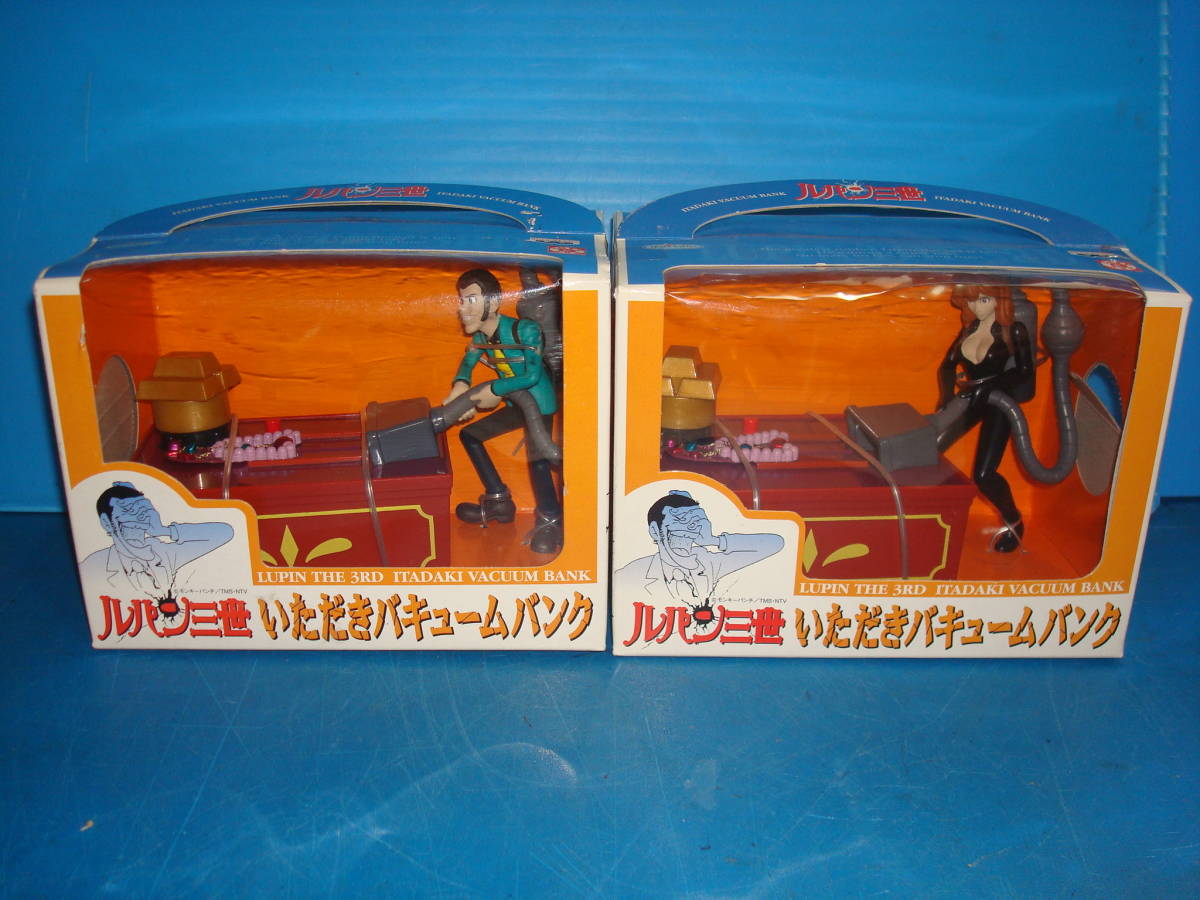 ITADAKI VACUUM BANK ルパン三世 ITADAKI VACUUM BANK
LUPIN THE 3RD ITADAKI VACUUM BANK
©モンキーパンチ/TMS・NTV
ルパン三世 いただきバキュームバンク
ITADAKI VACUUM BANK ルパン三世 ITADAKI VACUUM BANK
LUPIN THE 3RD ITADAKI VACUUM BANK
©モンキーパンチ/TMS・NTV
ルパン三世 いただきバキュームバンク